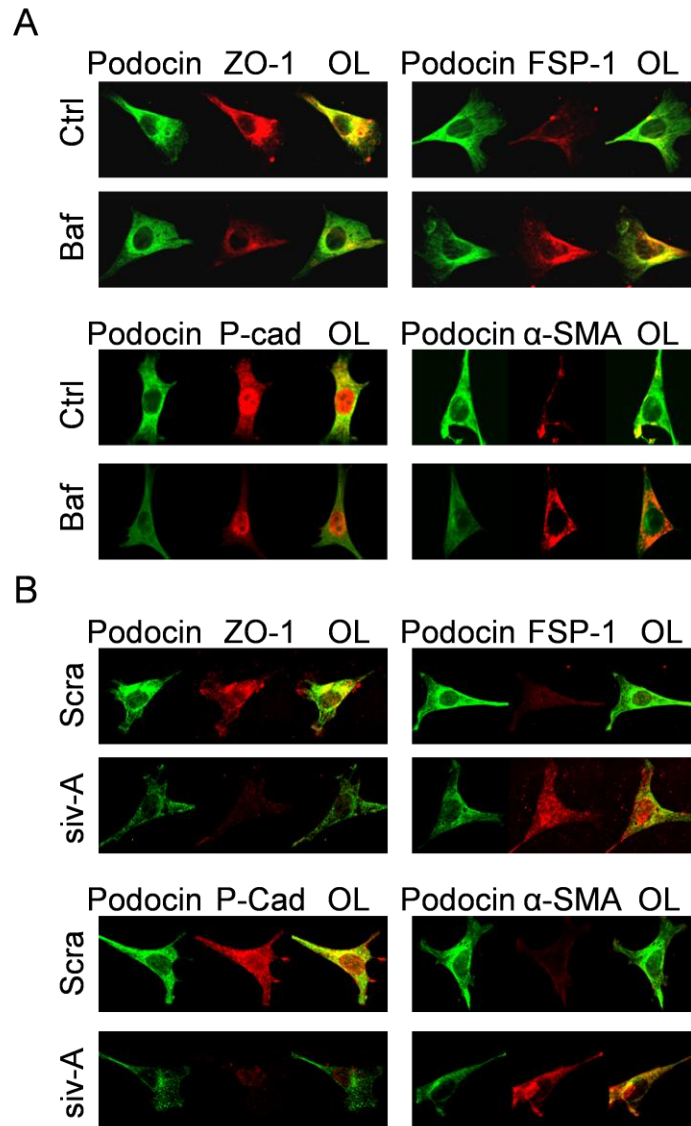 A
Podocin ZO-1 OL Podocin FSP-1 OL
Ctrl
Baf
Podocin P-cad OL Podocin α-SMA OL
Ctrl
Baf
B
Podocin ZO-1 OL Podocin FSP-1 OL
Scra
siv-A
Podocin P-Cad OL Podocin α-SMA OL
Scra
siv-A